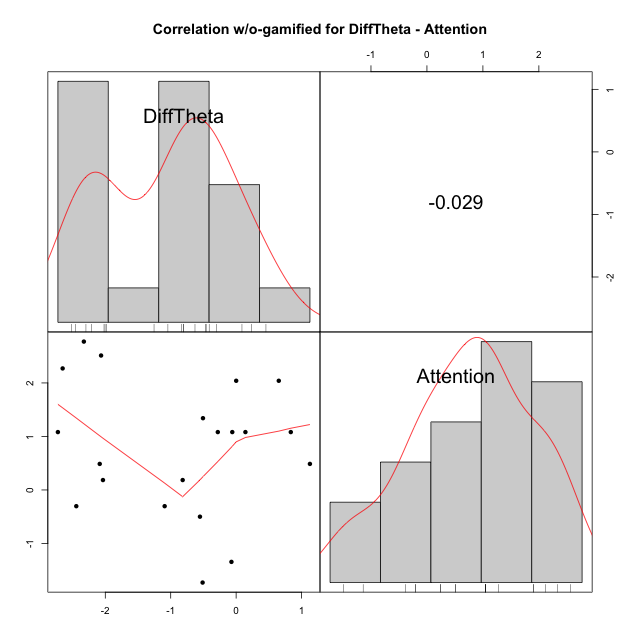 Correlation w/o-gamified for DiffTheta - Attention
-1 0 1 2
DiffTheta
-0.029
1
0
-1
-2
Attention
2
1
0
-1
-2 -1 0 1